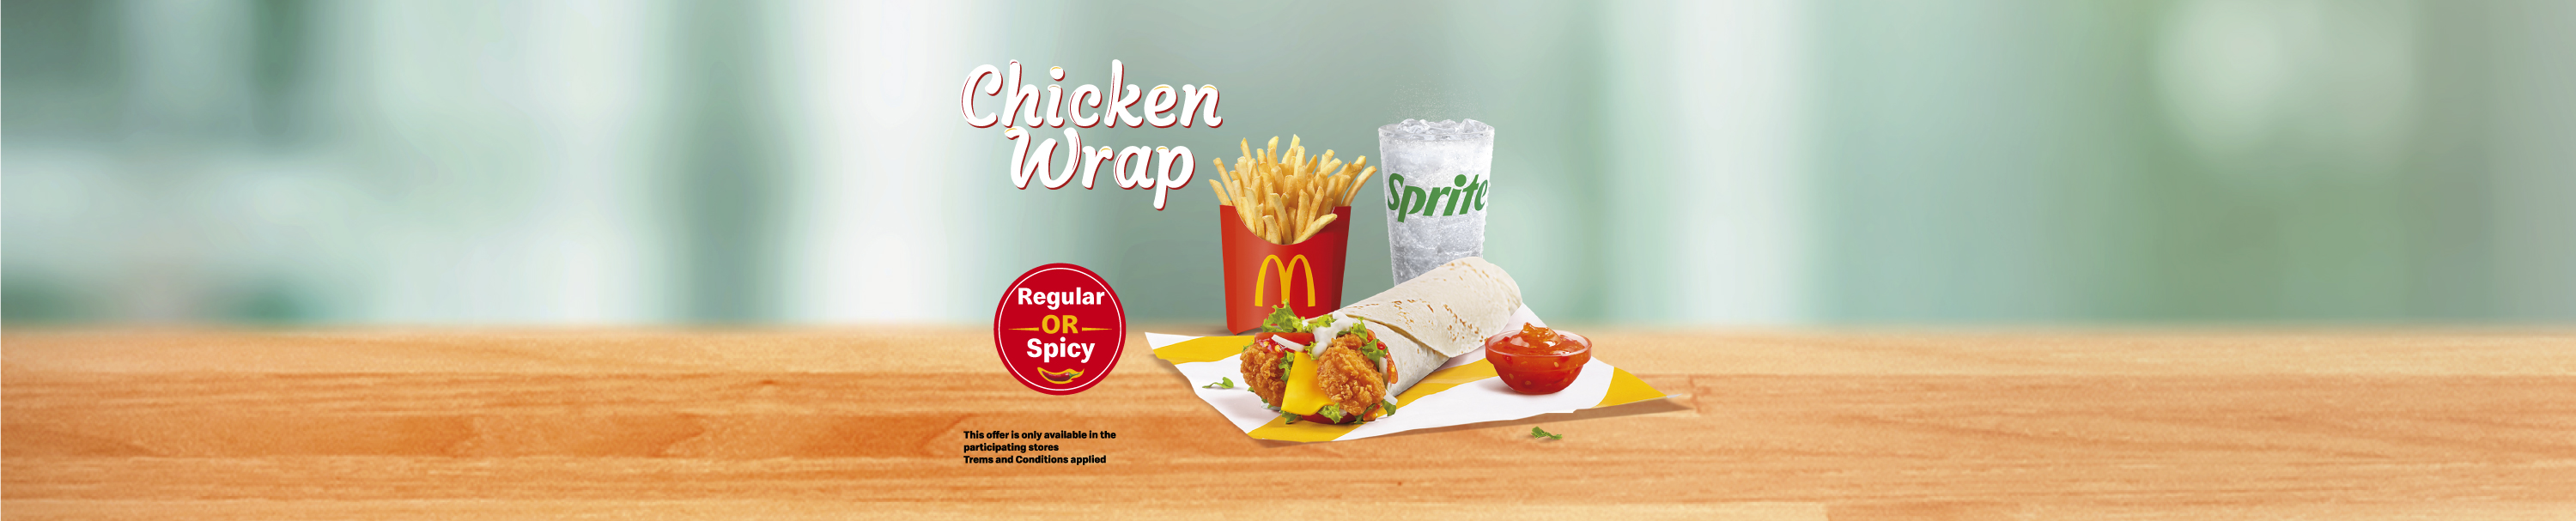 Chicken
Wrap
Sprite
Regular
OR
Spicy
This offer is only available in the
participating stores
Trems and Conditions applied